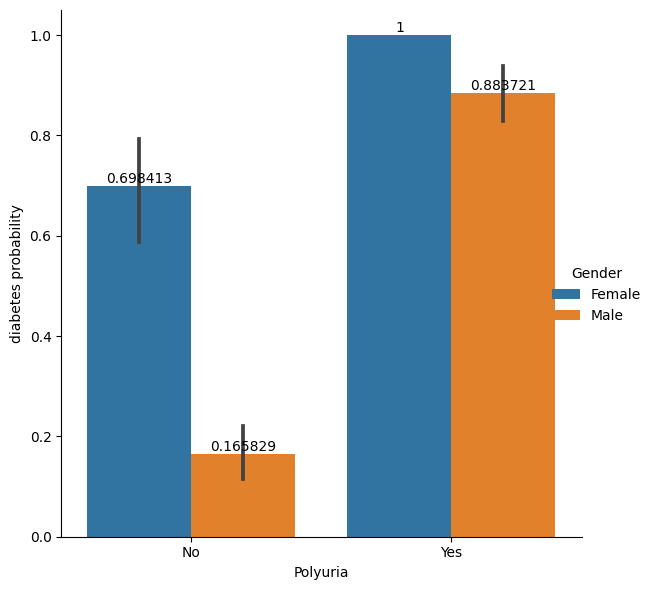 1.0
0.8
0.6
0.4
0.2
0.0
diabetes probability
0.698413
0.165829
1
0.883721
No
Yes
Polyuria
Gender
Female
Male